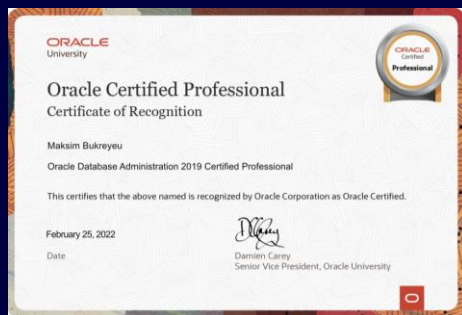 ORACLE
University
ORACLE
Certified
Professional
Oracle Certified Professional
Certificate of Recognition
Maksim Bukreyeu
Oracle Database Administration 2019 Certified Professional
This certifies that the above named is recognized by Oracle Corporation as Oracle Certified.
February 25, 2022
Date
DCarey
Damien Carey
Senior Vice President, Oracle University